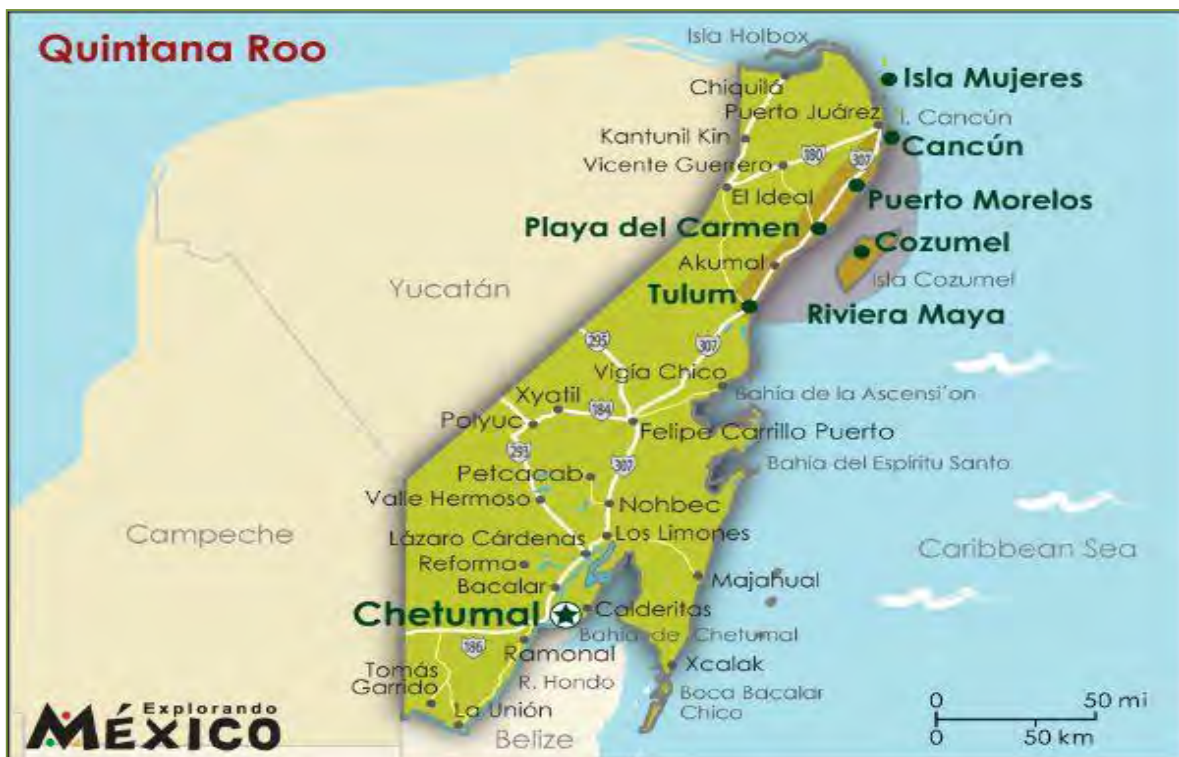 Quintana Roo
Isla Holbox
Isla Mujeres
Chiquilá
Puerto Juárez
I. Cancún
Kantunil Kin
Cancún
180
307
Vicente Guerrero
El Ideal
Puerto Morelos
Playa del Carmen
Cozumel
Akumal
Isla Cozumel
Yucatán
Tulum
Riviera Maya
295
307
Vigía Chico
Bahía de la Ascensi'on
Xyatil
184
Polyuc
Felipe Carrillo Puerto
293
307
Petcacab
Bahía del Espíritu Santo
Valle Hermoso
Nohbec
Campeche
Los Limones
Lázaro Cárdenas
Caribbean Sea
Reforma
Majahual
Bacalar
Chetumal
Calderitas
Bahía de Chetumal
186
Ramonal
Xcalak
Tomás
Garrido
R. Hondo
Boca Bacalar
Chico
La Unión
Belize
0 50 mi
0 50 km
Explorando
MÉXICO